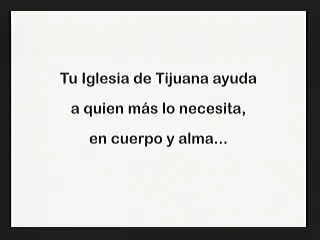 Tu Iglesia de Tijuana ayuda
a quien más lo necesita,
en cuerpo y alma...